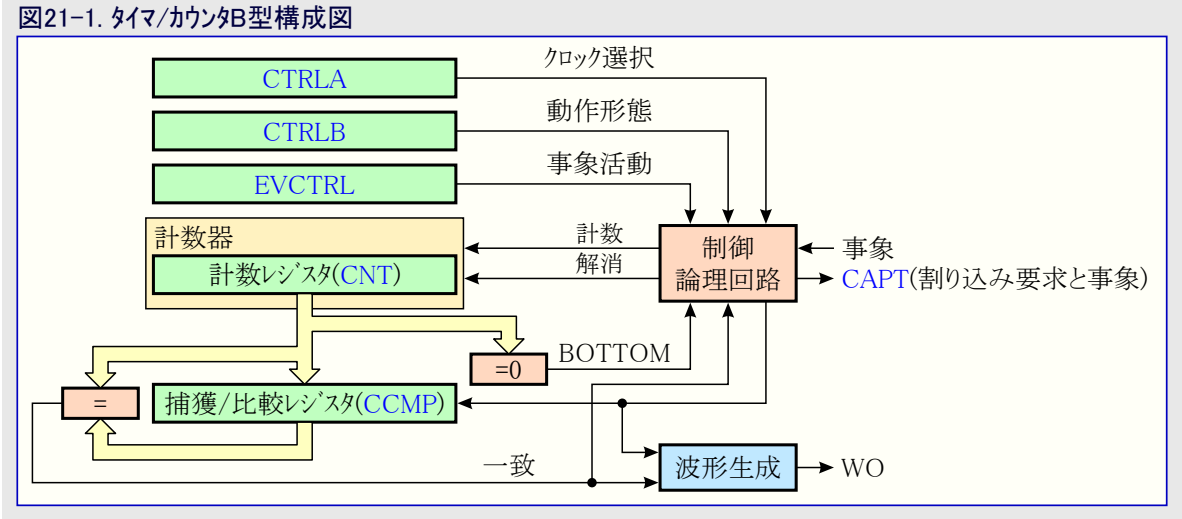 図21-1. ﾀｲﾏ/ｶｳﾝﾀB型構成図
CTRLA
ｸﾛｯｸ選択
CTRLB
動作形態
EVCTRL
事象活動
計数器
計数ﾚｼﾞｽﾀ(CNT)
計数
解消
制御
論理回路
事象
CAPT(割り込み要求と事象)
=0
BOTTOM
=
捕獲/比較ﾚｼﾞｽﾀ(CCMP)
一致
波形生成
WO